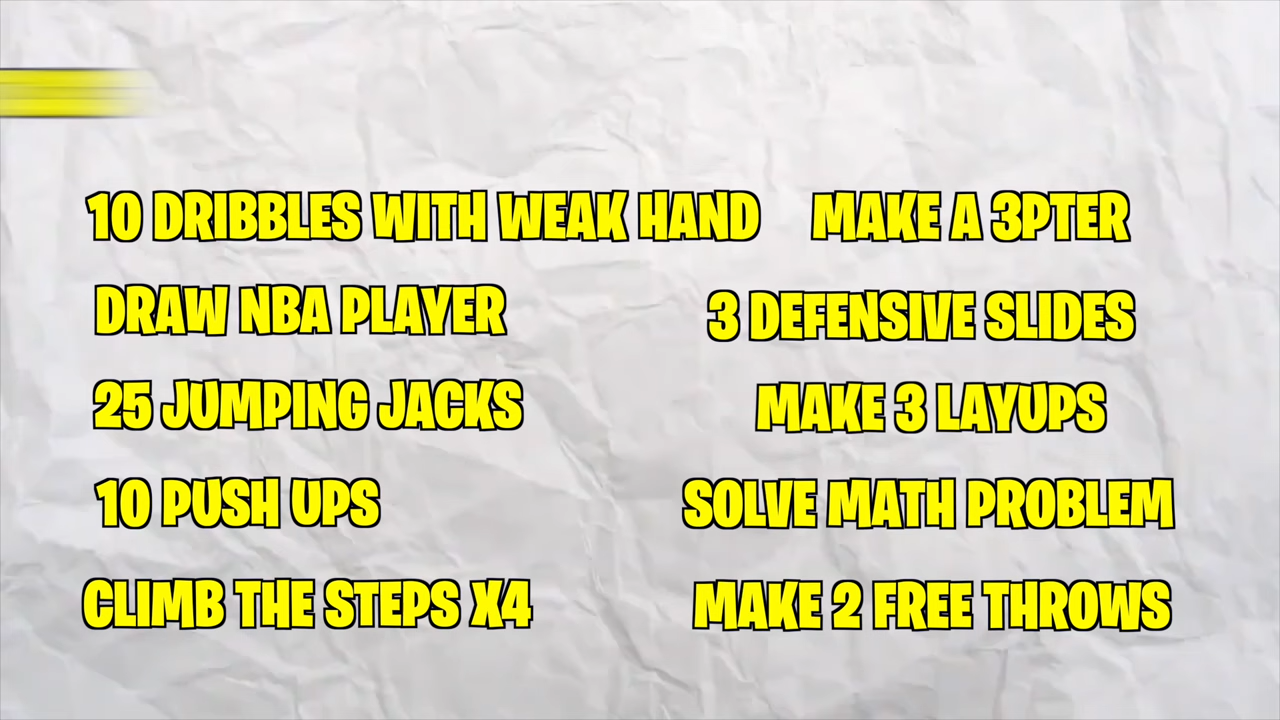 10 DRIBBLES WITH WEAK HAND
DRAW NBA PLAYER
25 JUMPING JACKS
10 PUSH UPS
CLIMB THE STEPS X4
MAKE A 3PTER
3 DEFENSIVE SLIDES
MAKE 3 LAYUPS
SOLVE MATH PROBLEM
MAKE 2 FREE THROWS